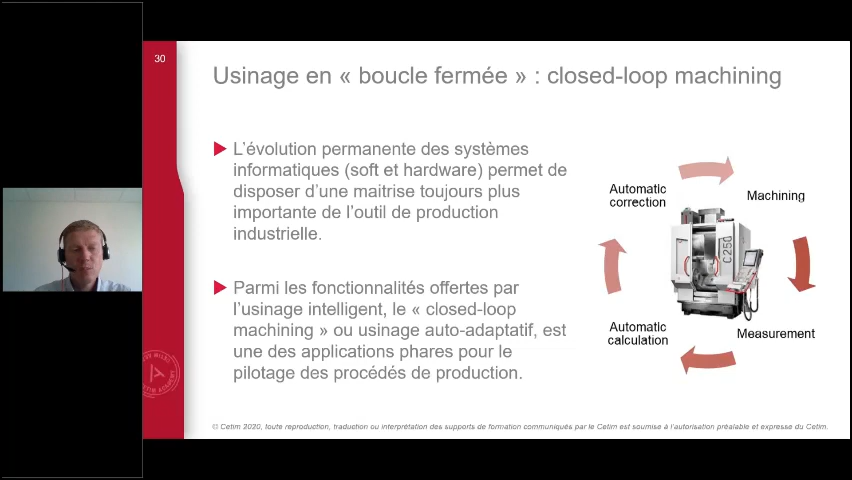 30
Usinage en « boucle fermée » : closed-loop machining
L'évolution permanente des systèmes
informatiques (soft et hardware) permet de
disposer d'une maitrise toujours plus
importante de l'outil de production
industrielle.
Parmi les fonctionnalités offertes par
l'usinage intelligent, le « closed-loop
machining » ou usinage auto-adaptatif, est
une des applications phares pour le
pilotage des procédés de production.
Automatic
correction
Machining
C250
Automatic
calculation
Measurement
© Cetim 2020, toute reproduction, traduction ou interprétation des supports de formation communiqués par le Cetim est soumise à l'autorisation préalable et expresse du Cetim.